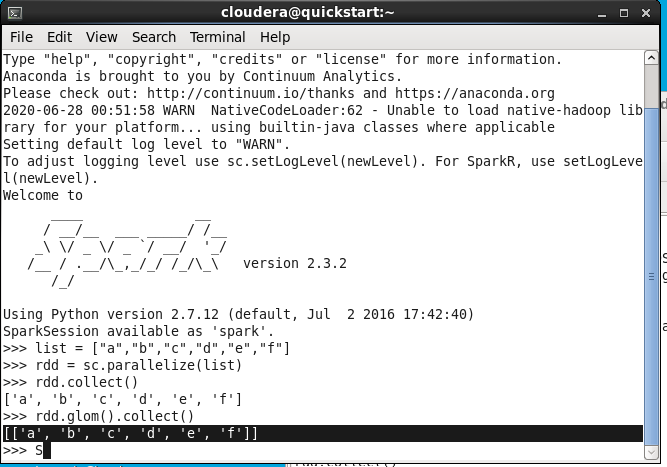 cloudera@quickstart:~
File Edit View Search Terminal Help
Type "help", "copyright", "credits" or "license" for more information.
Anaconda is brought to you by Continuum Analytics.
Please check out: http://continuum.io/thanks and https://anaconda.org
2020-06-28 00:51:58 WARN  NativeCodeLoader:62 - Unable to load native-hadoop lib
rary for your platform... using builtin-java classes where applicable
Setting default log level to "WARN".
To adjust logging level use sc.setLogLevel(newLevel). For SparkR, use setLogLeve
l(newLevel).
Welcome to
      ____              __
     / __/__  ___ _____/ /__
    _\ \/ _ \/ _ `/ __/  '_/
   /__ / .__/\_,_/_/ /_/\_\   version 2.3.2
      /_/
Using Python version 2.7.12 (default, Jul  2 2016 17:42:40)
SparkSession available as 'spark'.
>>> list = ["a","b","c","d","e","f"]
>>> rdd = sc.parallelize(list)
>>> rdd.collect()
['a', 'b', 'c', 'd', 'e', 'f']
>>> rdd.glom().collect()
[['a', 'b', 'c', 'd', 'e', 'f']]
>>> S